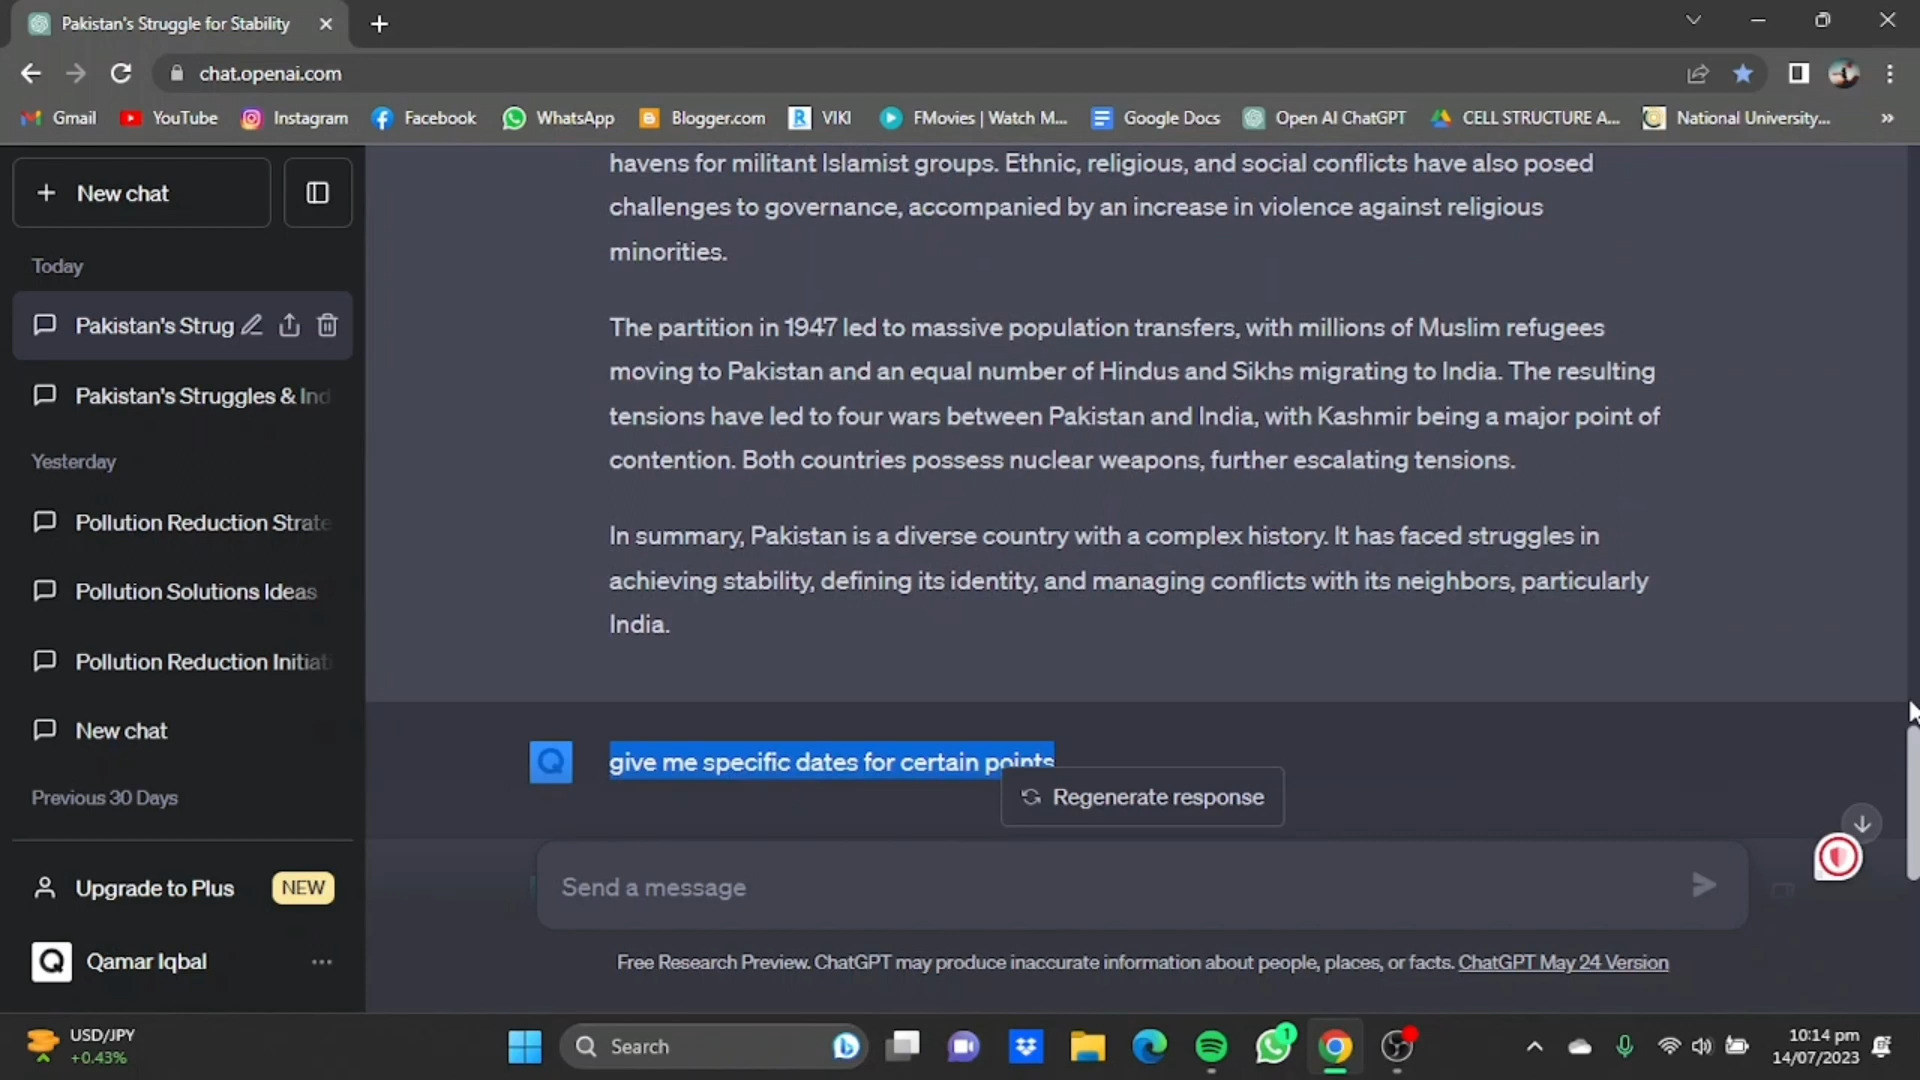 Pakistan's Struggle for Stability
chat.openai.com
Gmail YouTube Instagram Facebook WhatsApp Blogger.com VIKI FMovies | Watch M... Google Docs Open AI ChatGPT CELL STRUCTURE A... National University...
New chat
Today
Pakistan's Strug
Pakistan's Struggles & Ind
Yesterday
Pollution Reduction Strate
Pollution Solutions Ideas
Pollution Reduction Initiati
New chat
Previous 30 Days
Upgrade to Plus NEW
Qamar Iqbal
havens for militant Islamist groups. Ethnic, religious, and social conflicts have also posed
challenges to governance, accompanied by an increase in violence against religious
minorities.
The partition in 1947 led to massive population transfers, with millions of Muslim refugees
moving to Pakistan and an equal number of Hindus and Sikhs migrating to India. The resulting
tensions have led to four wars between Pakistan and India, with Kashmir being a major point of
contention. Both countries possess nuclear weapons, further escalating tensions.
In summary, Pakistan is a diverse country with a complex history. It has faced struggles in
achieving stability, defining its identity, and managing conflicts with its neighbors, particularly
India.
give me specific dates for certain points
Regenerate response
Send a message
Free Research Preview. ChatGPT may produce inaccurate information about people, places, or facts. ChatGPT May 24 Version
USD/JPY
+0.43%
Search
1
10:14 pm
14/07/2023